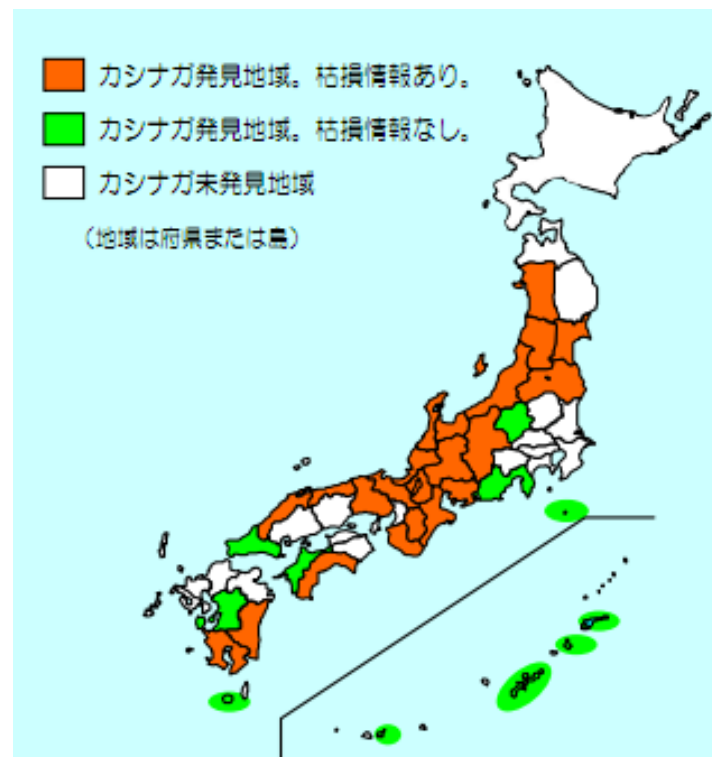 カシナガ発見地域。枯損情報あり。
カシナガ発見地域。枯損情報なし。
カシナガ未発見地域
（地域は府県または島）